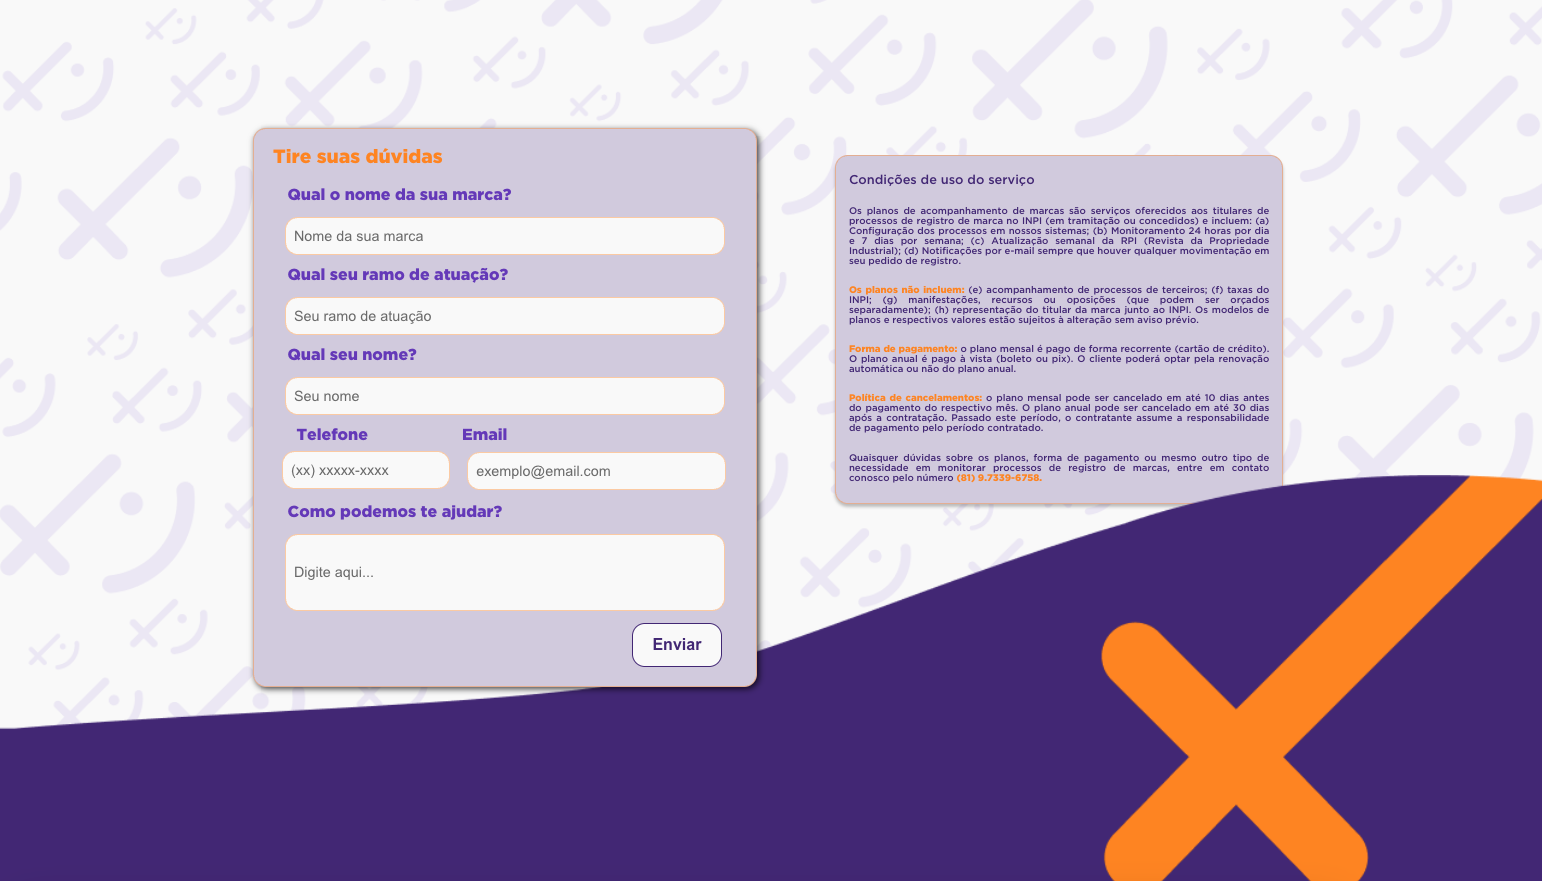 Tire suas dúvidas
Qual o nome da sua marca?
Nome da sua marca
Qual seu ramo de atuação?
Seu ramo de atuação
Qual seu nome?
Seu nome
Telefone Email
(xx) xxxxx-xxxx exemplo@email.com
Como podemos te ajudar?
Digite aqui...
Enviar
Condições de uso do serviço
Os planos de acompanhamento de marcas são serviços oferecidos aos titulares de
processos de registro de marca no INPI (em tramitação ou concedidos) e incluem: (a)
Configuração dos processos em nossos sistemas; (b) Monitoramento 24 horas por dia
e 7 dias por semana; (c) Atualização semanal da RPI (Revista da Propriedade
Industrial); (d) Notificações por e-mail sempre que houver qualquer movimentação em
seu pedido de registro.
Os planos não incluem: (e) acompanhamento de processos de terceiros; (f) taxas do
INPI; (g) manifestações, recursos ou oposições (que podem ser orçados
separadamente); (h) representação do titular da marca junto ao INPI. Os modelos de
planos e respectivos valores estão sujeitos à alteração sem aviso prévio.
Forma de pagamento: o plano mensal é pago de forma recorrente (cartão de crédito).
O plano anual é pago à vista (boleto ou pix). O cliente poderá optar pela renovação
automática ou não do plano anual.
Política de cancelamentos: o plano mensal pode ser cancelado em até 10 dias antes
do pagamento do respectivo mês. O plano anual pode ser cancelado em até 30 dias
após a contratação. Passado este período, o contratante assume a responsabilidade
de pagamento pelo período contratado.
Quaisquer dúvidas sobre os planos, forma de pagamento ou mesmo outro tipo de
necessidade em monitorar processos de registro de marcas, entre em contato
conosco pelo número (81) 9.7339-6758.